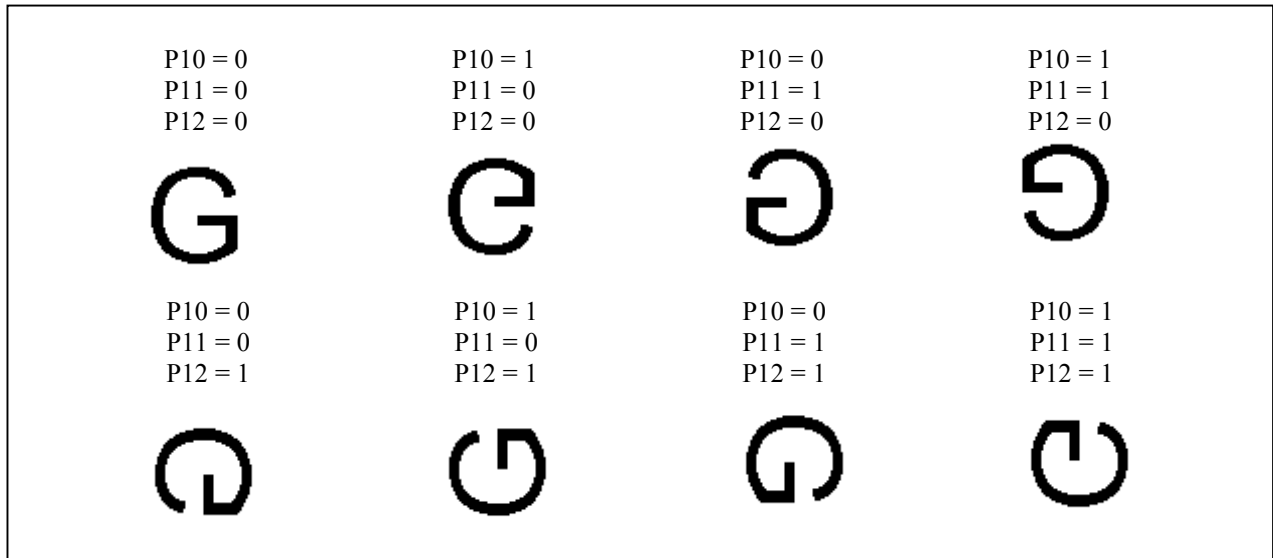 P10 = 0 P10 = 1 P10 = 0 P10 = 1
P11 = 0 P11 = 0 P11 = 1 P11 = 1
P12 = 0 P12 = 0 P12 = 0 P12 = 0
G G G G
P10 = 0 P10 = 1 P10 = 0 P10 = 1
P11 = 0 P11 = 0 P11 = 1 P11 = 1
P12 = 1 P12 = 1 P12 = 1 P12 = 1
G G G G